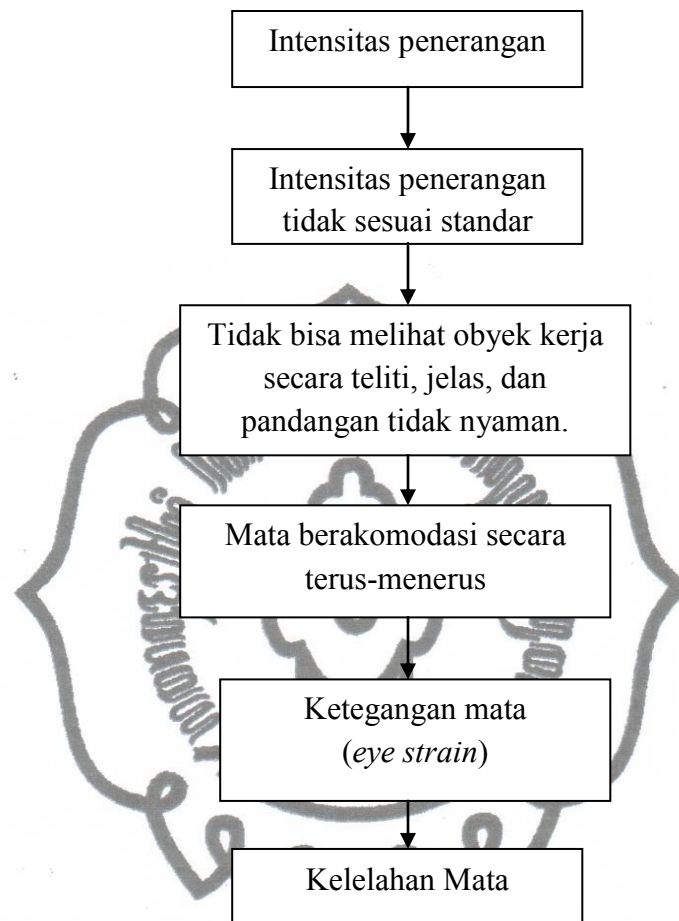 Intensitas penerangan
Intensitas penerangan
tidak sesuai standar
Tidak bisa melihat obyek kerja
secara teliti, jelas, dan
pandangan tidak nyaman.
Mata berakomodasi secara
terus-menerus
Ketegangan mata
(eye strain)
Kelelahan Mata